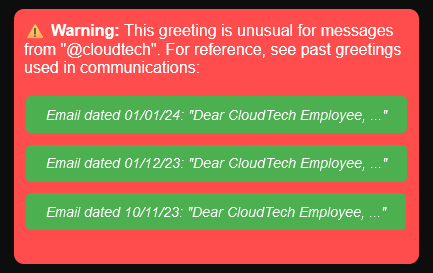 ⚠️ Warning: This greeting is unusual for messages
from "@cloudtech". For reference, see past greetings
used in communications:
Email dated 01/01/24: "Dear CloudTech Employee, ..."
Email dated 01/12/23: "Dear CloudTech Employee, ..."
Email dated 10/11/23: "Dear CloudTech Employee, ..."